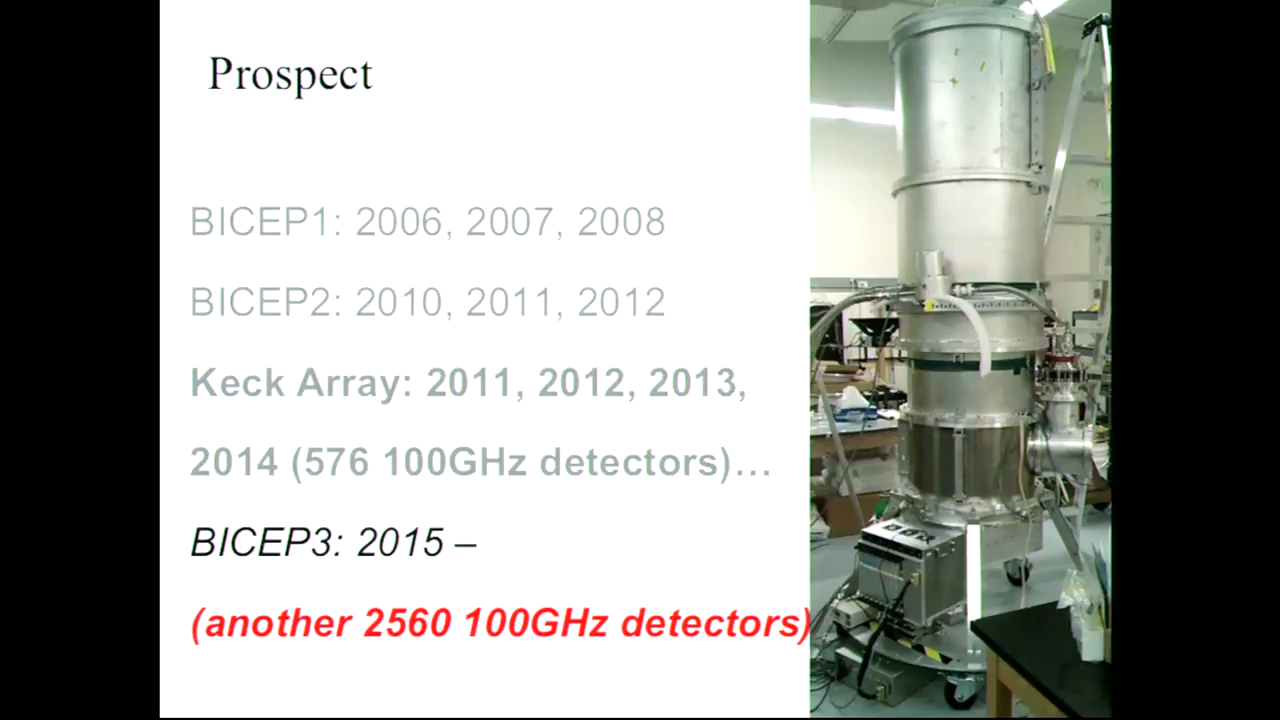 Prospect
BICEP1: 2006, 2007, 2008
BICEP2: 2010, 2011, 2012
Keck Array: 2011, 2012, 2013,
2014 (576 100GHz detectors)…
BICEP3: 2015 –
(another 2560 100GHz detectors)